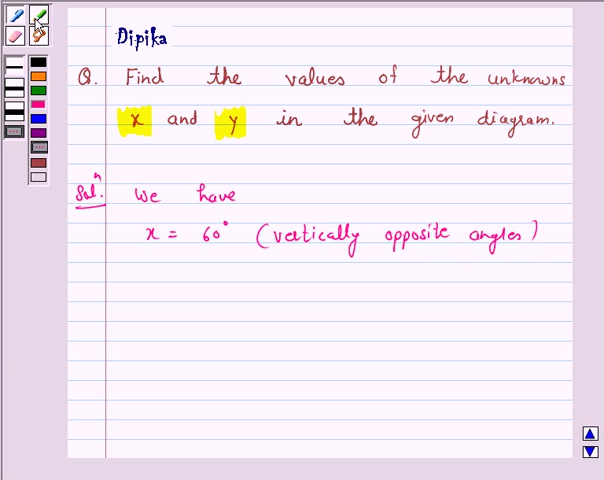 Dipika
Q. Find the values of the unknowns
x and y in the given diagram.
Solⁿ. We have
x = 60° (vertically opposite angles)